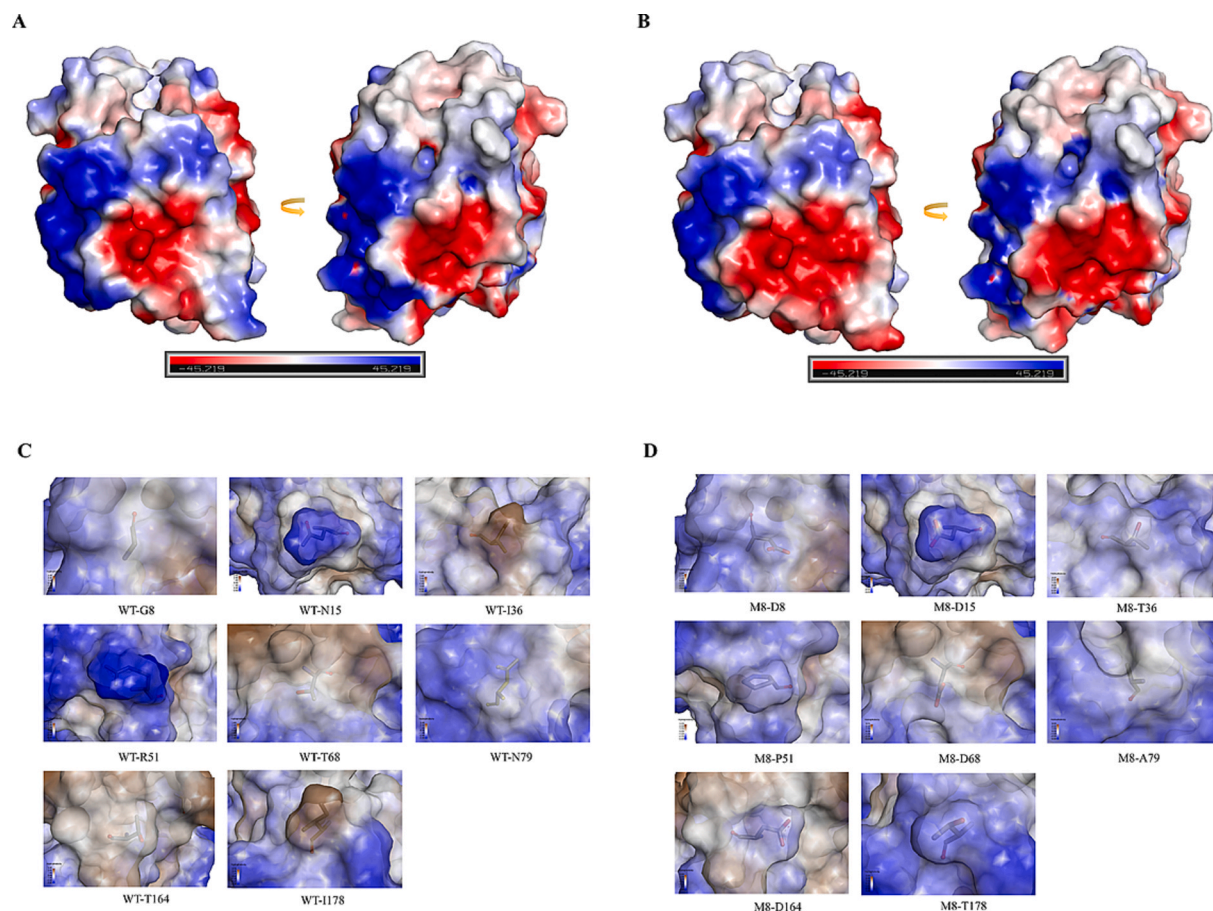 A
B
-45.219 45.219
-45.219 45.219
C
D
WT-G8 WT-N15 WT-I36
WT-R51 WT-T68 WT-N79
WT-T164 WT-I178
M8-D8 M8-D15 M8-T36
M8-P51 M8-D68 M8-A79
M8-D164 M8-T178